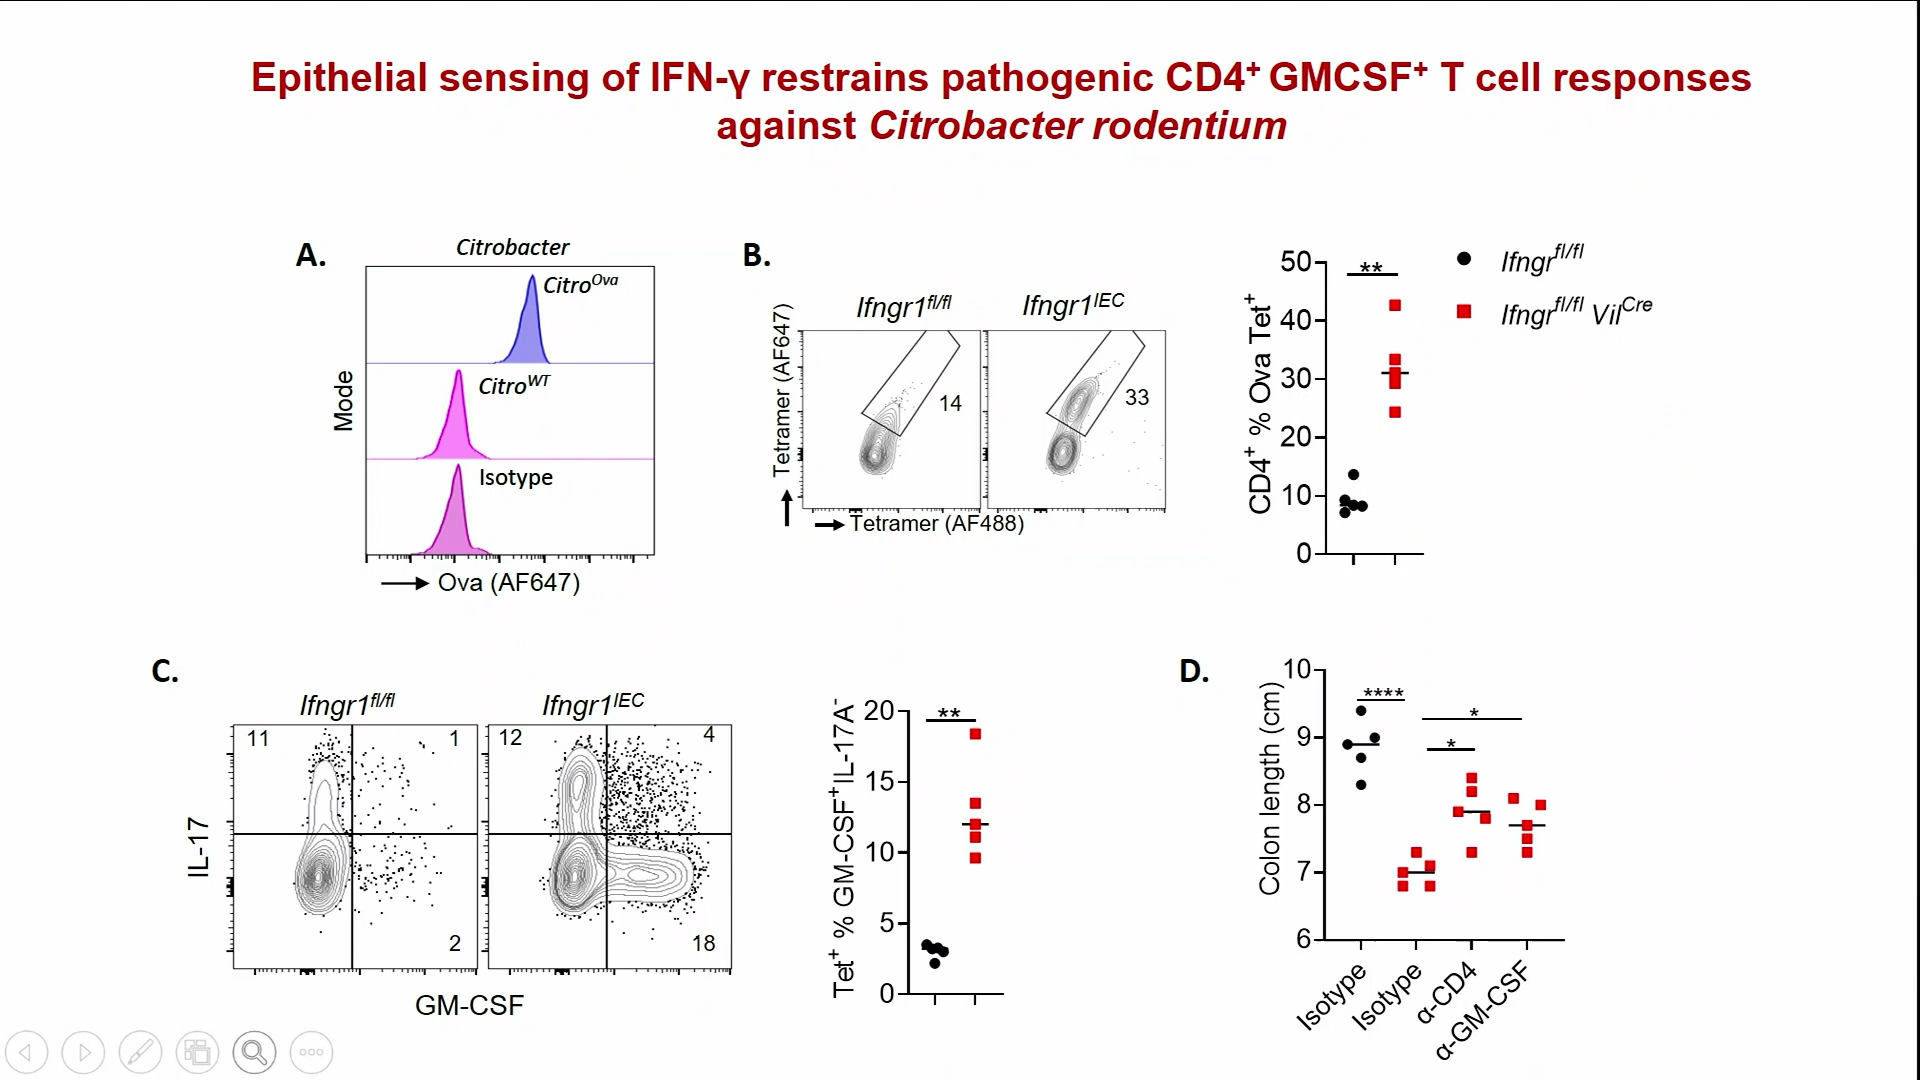 Epithelial sensing of IFN-γ restrains pathogenic CD4⁺ GMCSF⁺ T cell responses
against Citrobacter rodentium
A.
Citrobacter
Citro^Ova
Citro^WT
Isotype
Mode
Ova (AF647)
B.
Ifngr1^fl/fl
Ifngr1^IEC
14
33
Tetramer (AF647)
Tetramer (AF488)
CD4⁺ % Ova Tet⁺
50
40
30
20
10
0
**
Ifngr^fl/fl
Ifngr^fl/fl Vil^Cre
C.
Ifngr1^fl/fl
Ifngr1^IEC
11
1
2
12
4
18
IL-17
GM-CSF
Tet⁺ % GM-CSF⁺IL-17A⁻
20
15
10
5
0
**
D.
Colon length (cm)
10
9
8
7
6
****
*
*
Isotype
Isotype
α-CD4
α-GM-CSF